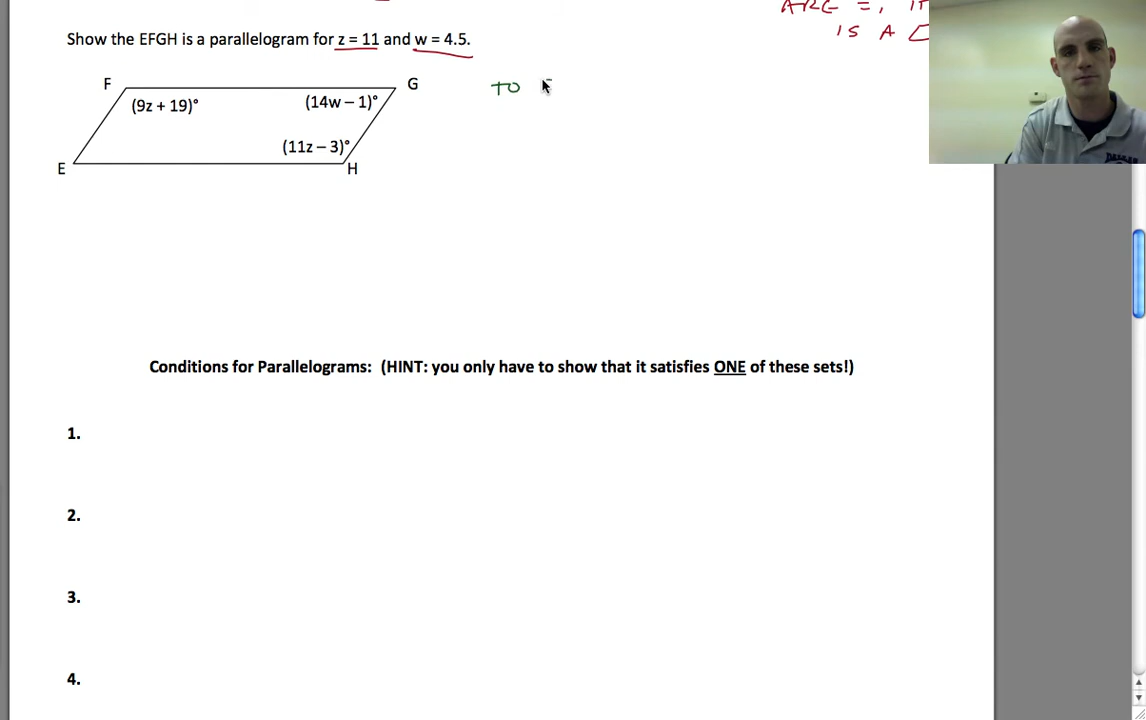 ARE =, IT
IS A
Show the EFGH is a parallelogram for z = 11 and w = 4.5.
F
G
TO
(9z + 19)°
(14w – 1)°
(11z – 3)°
E
H
Conditions for Parallelograms: (HINT: you only have to show that it satisfies ONE of these sets!)
1.
2.
3.
4.